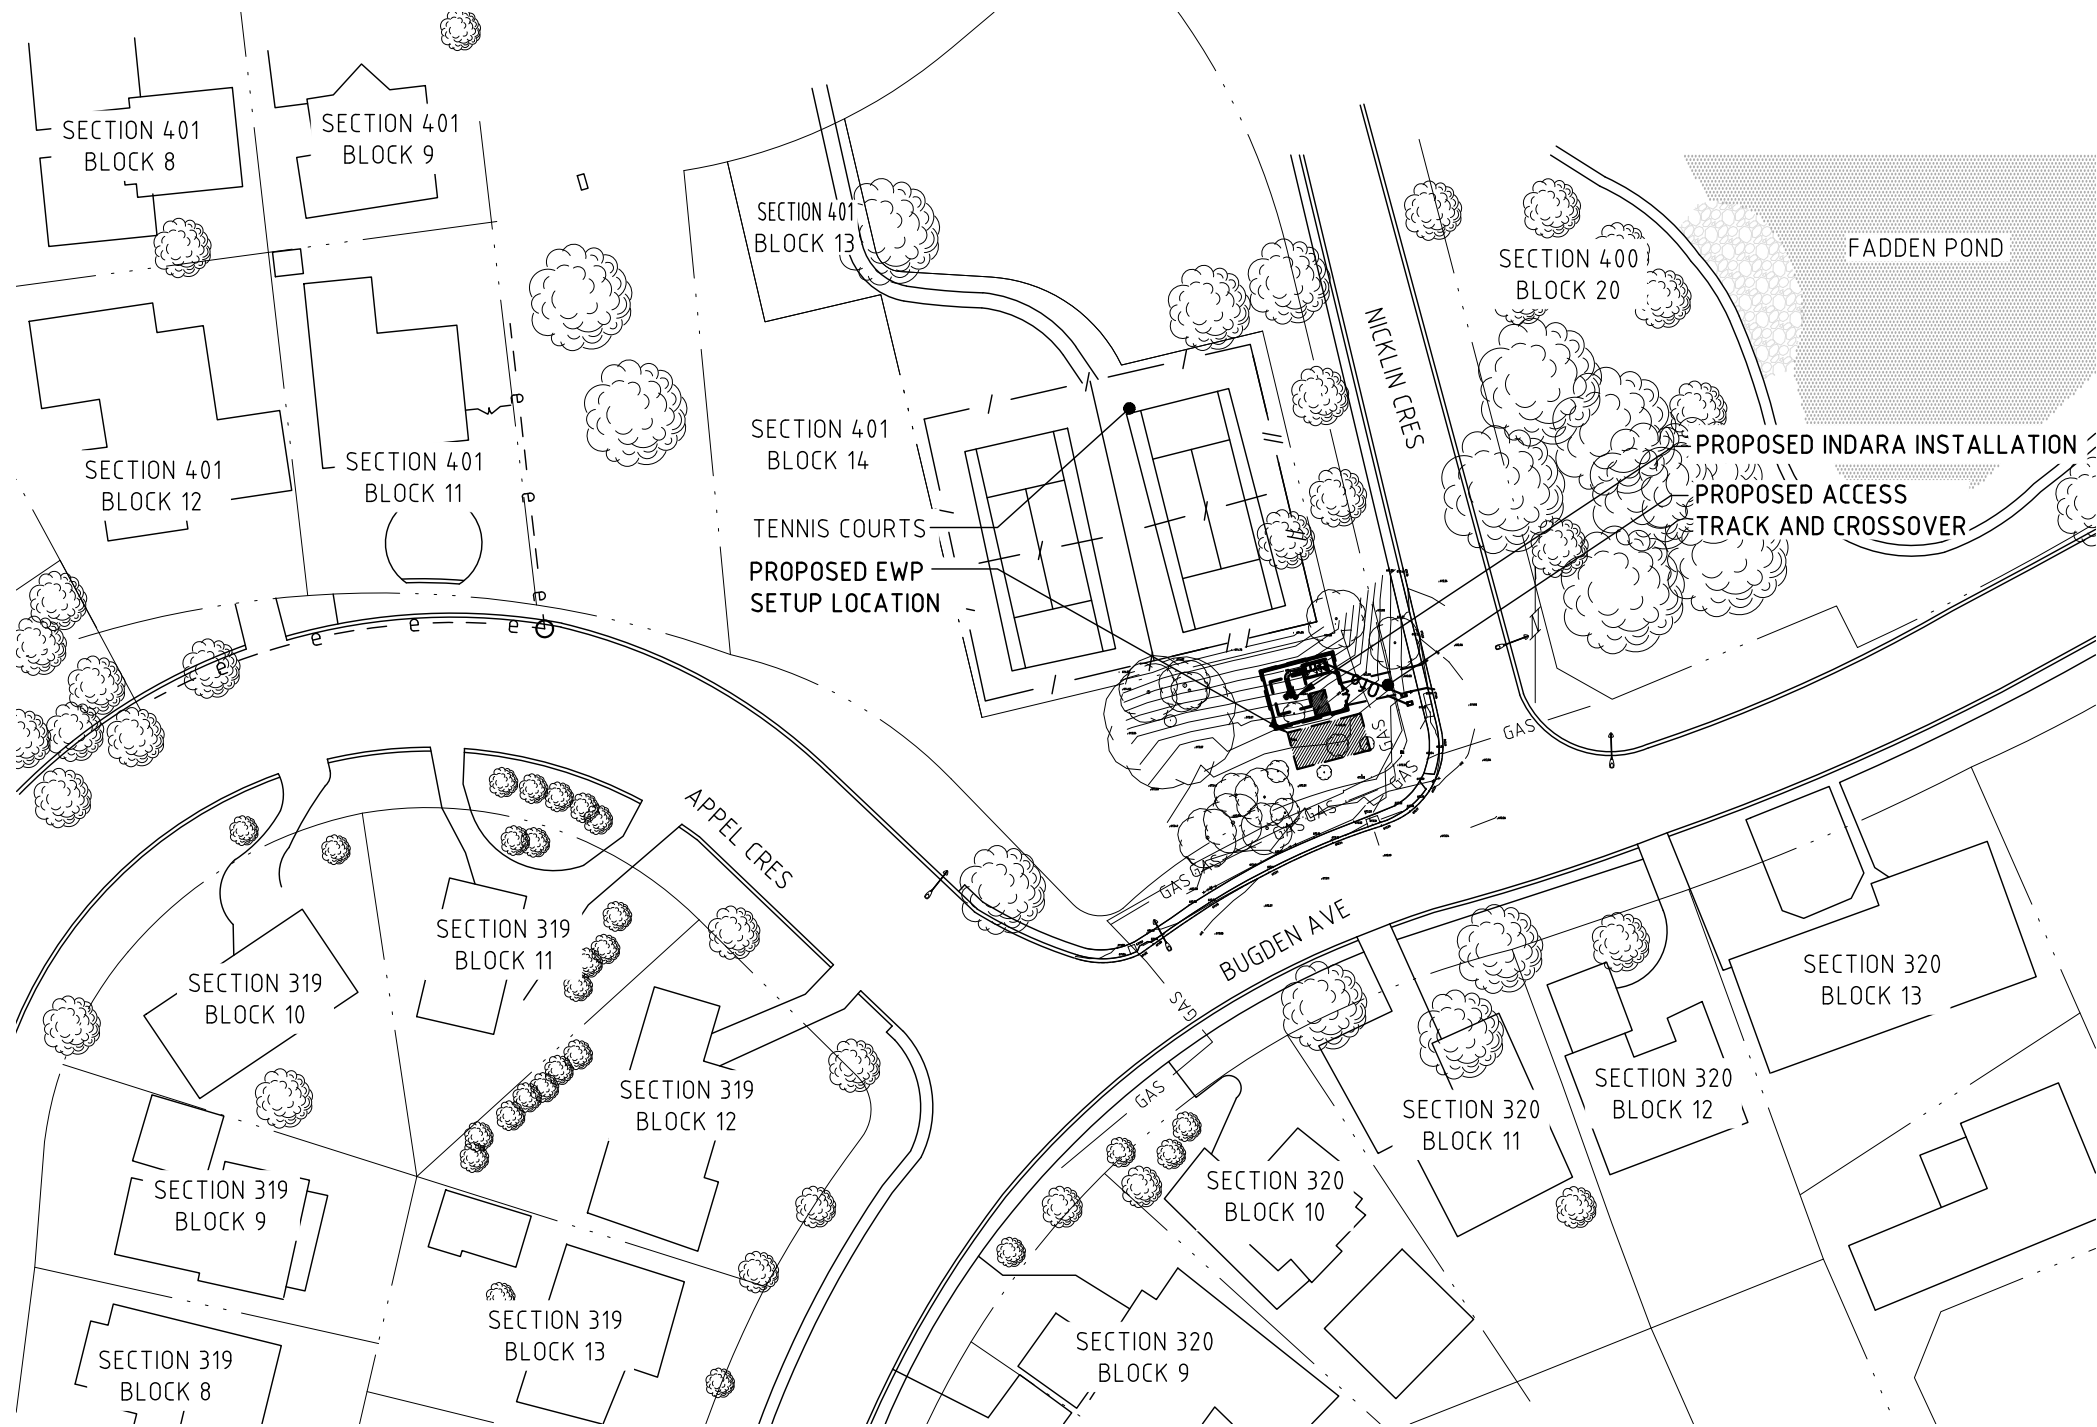 SECTION 401
BLOCK 8
SECTION 401
BLOCK 9
SECTION 401
BLOCK 13
SECTION 400
BLOCK 20
FADDEN POND
NICKLIN CRES
SECTION 401
BLOCK 12
SECTION 401
BLOCK 11
SECTION 401
BLOCK 14
PROPOSED INDARA INSTALLATION
PROPOSED ACCESS
TRACK AND CROSSOVER
TENNIS COURTS
PROPOSED EWP
SETUP LOCATION
e
e
e
e
e
e
e
GAS
GAS
GAS
GAS
GAS
GAS
GAS
GAS
GAS
APPEL CRES
BUGDEN AVE
SECTION 319
BLOCK 10
SECTION 319
BLOCK 11
SECTION 319
BLOCK 12
SECTION 319
BLOCK 9
SECTION 319
BLOCK 13
SECTION 319
BLOCK 8
SECTION 320
BLOCK 13
SECTION 320
BLOCK 12
SECTION 320
BLOCK 11
SECTION 320
BLOCK 10
SECTION 320
BLOCK 9